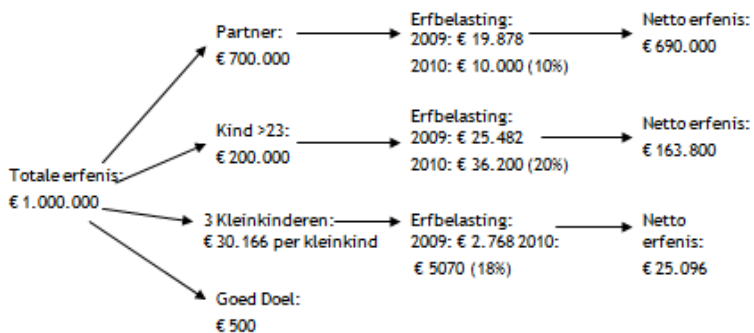 Totale erfenis:
€ 1.000.000
Partner:
€ 700.000
Erfbelasting:
2009: € 19.878
2010: € 10.000 (10%)
Netto erfenis:
€ 690.000
Kind >23:
€ 200.000
Erfbelasting:
2009: € 25.482
2010: € 36.200 (20%)
Netto erfenis:
€ 163.800
3 Kleinkinderen:
€ 30.166 per kleinkind
Erfbelasting:
2009: € 2.768 2010:
€ 5070 (18%)
Netto
erfenis:
€ 25.096
Goed Doel:
€ 500